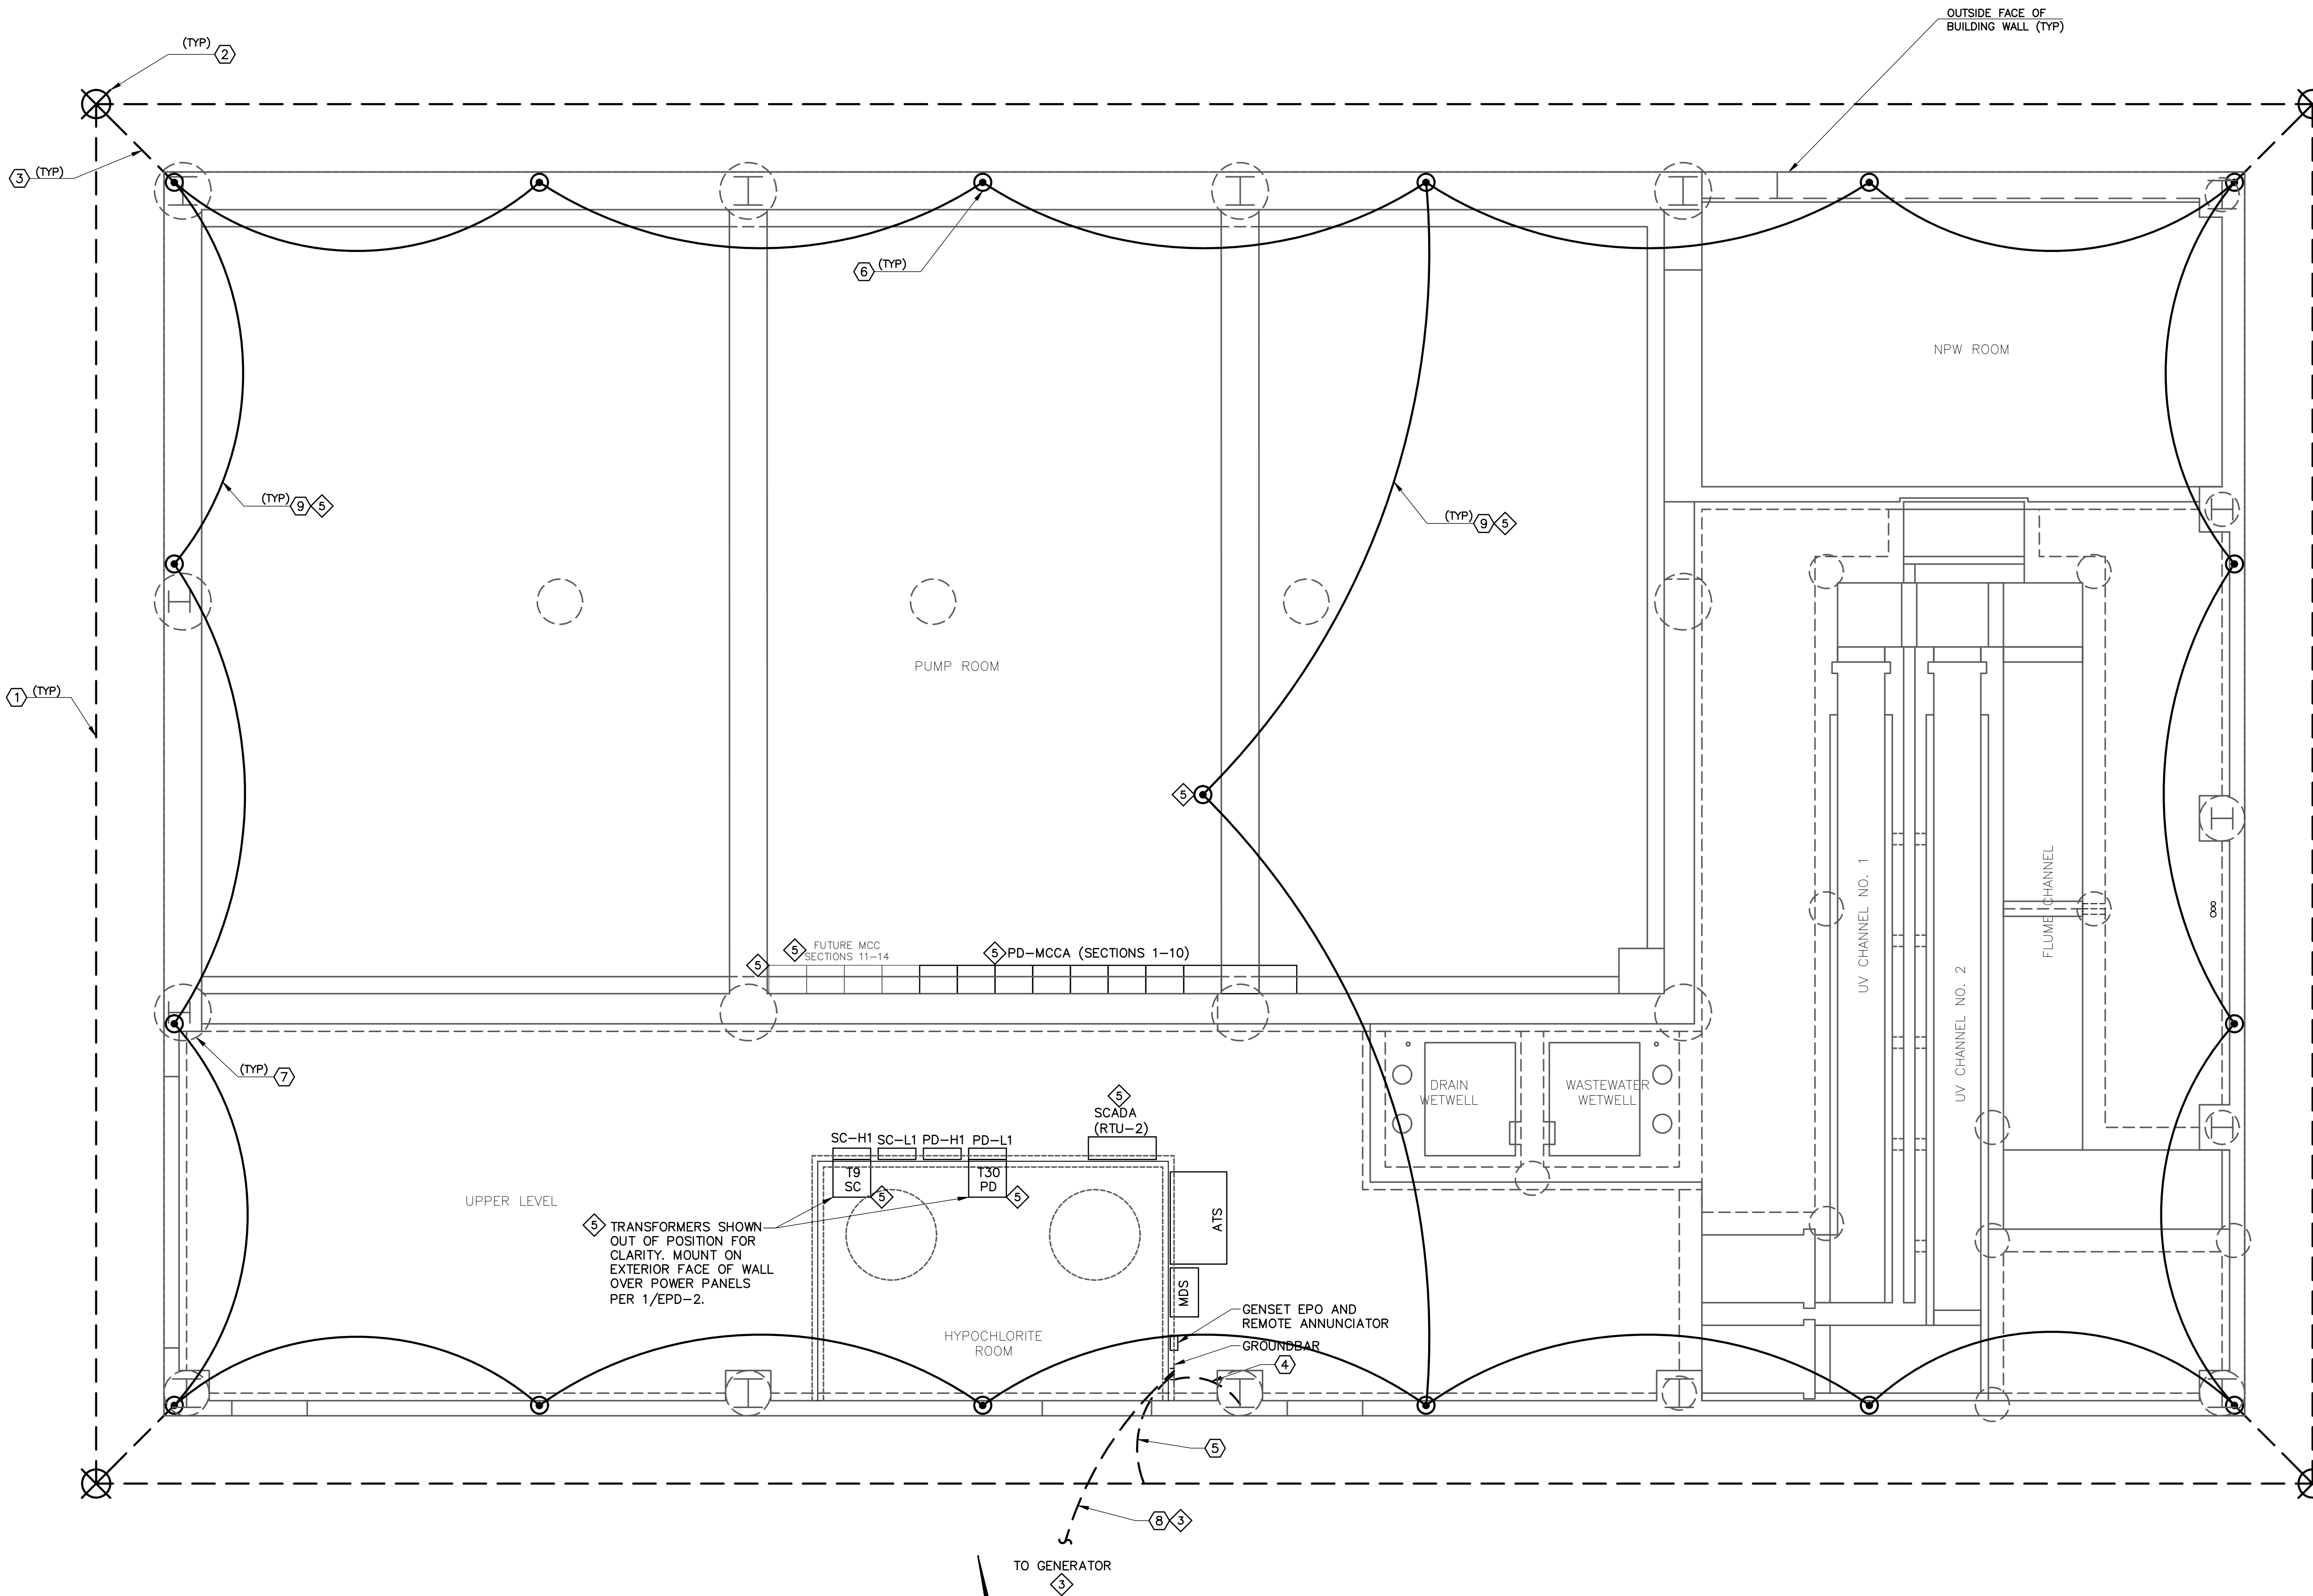 OUTSIDE FACE OF
BUILDING WALL (TYP)
(TYP)
2
3
(TYP)
6
(TYP)
NPW ROOM
(TYP)
9
5
(TYP)
9
5
PUMP ROOM
1
(TYP)
5
UV CHANNEL NO. 1
FLUME CHANNEL
UV CHANNEL NO. 2
5
5
FUTURE MCC
SECTIONS 11-14
5
PD-MCCA (SECTIONS 1-10)
(TYP)
7
DRAIN
WETWELL
WASTEWATER
WETWELL
5
SCADA
(RTU-2)
SC-H1
SC-L1
PD-H1
PD-L1
T9
SC
5
T30
PD
5
UPPER LEVEL
ATS
5
TRANSFORMERS SHOWN
OUT OF POSITION FOR
CLARITY. MOUNT ON
EXTERIOR FACE OF WALL
OVER POWER PANELS
PER 1/EPD-2.
MDS
GENSET EPO AND
REMOTE ANNUNCIATOR
HYPOCHLORITE
ROOM
GROUNDBAR
4
5
8
3
TO GENERATOR
3